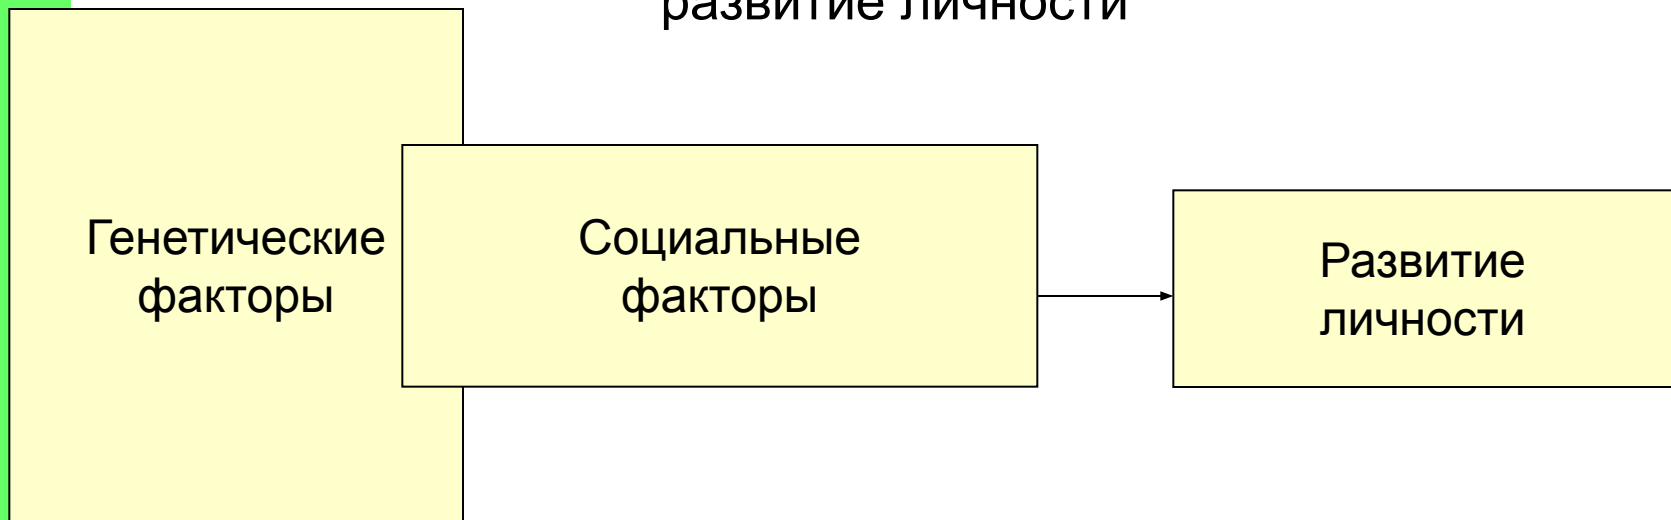 развитие личности
Генетические
факторы
Социальные
факторы
Развитие
личности